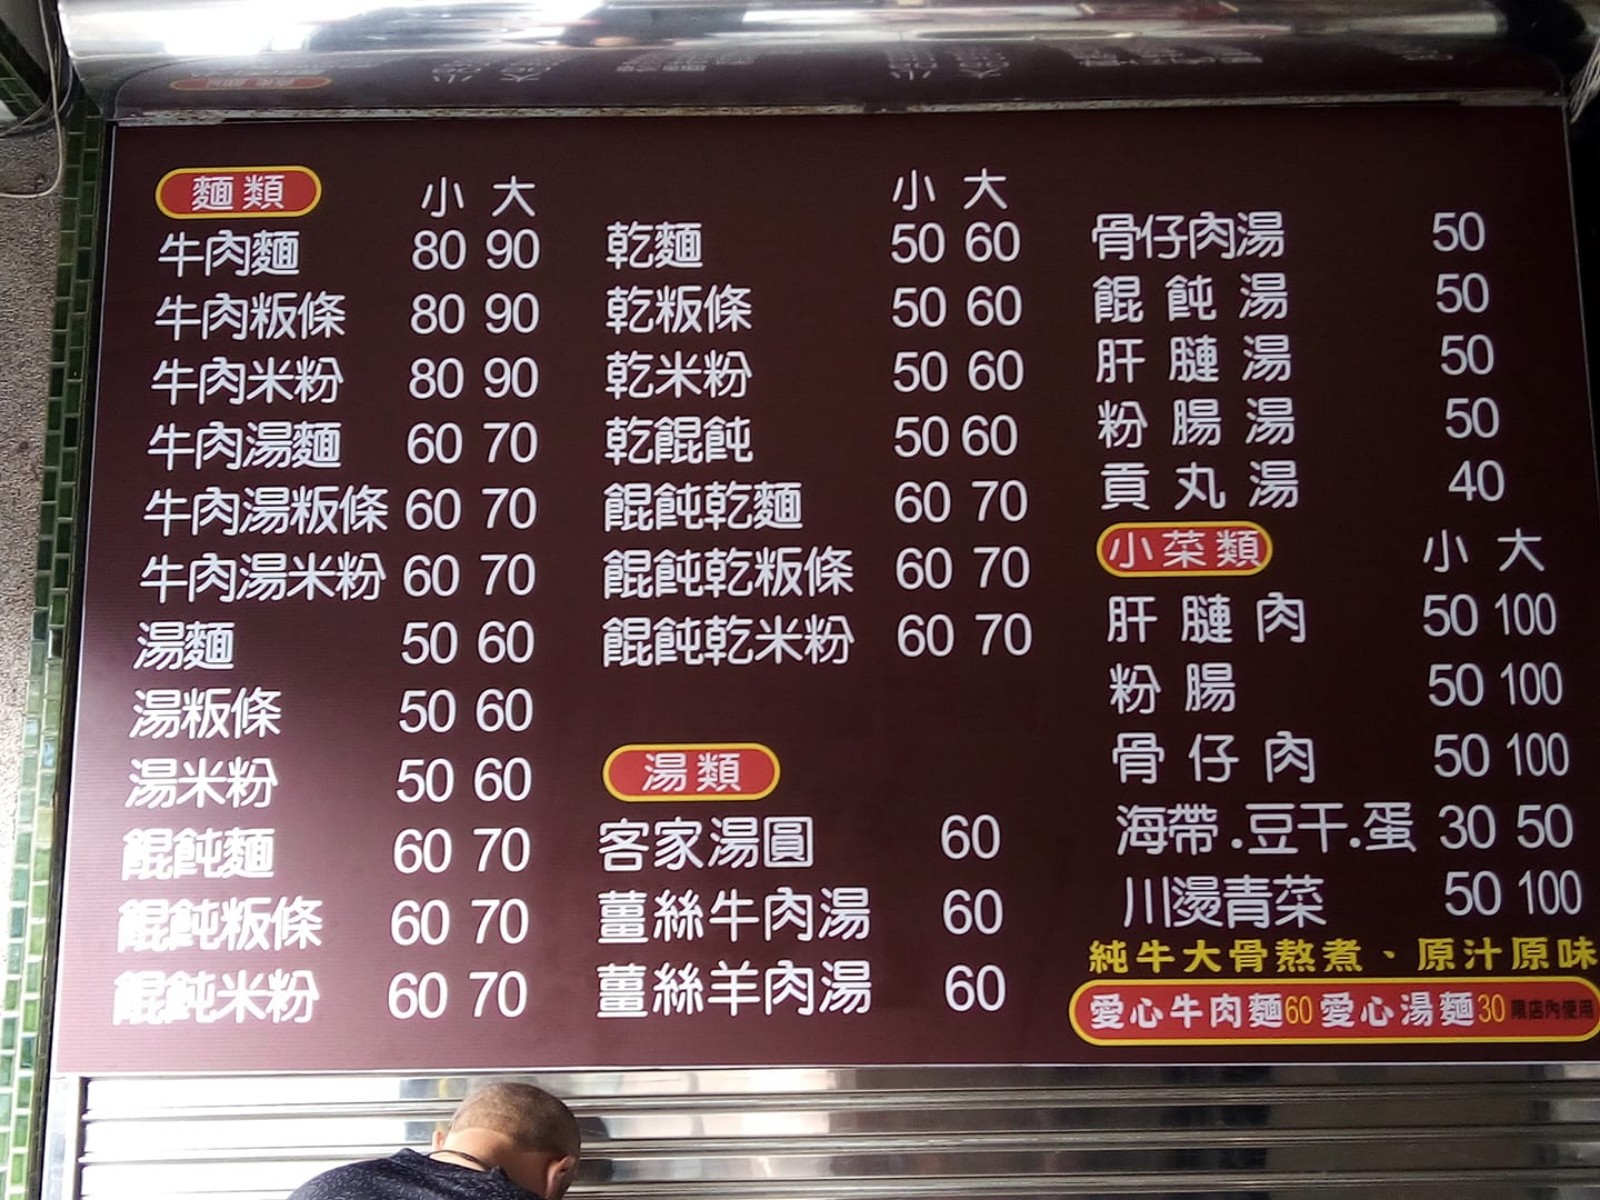 麵類 小 大
牛肉麵 80 90
牛肉粄條 80 90
牛肉米粉 80 90
牛肉湯麵 60 70
牛肉湯粄條 60 70
牛肉湯米粉 60 70
湯麵 50 60
湯粄條 50 60
湯米粉 50 60
餛飩麵 60 70
餛飩粄條 60 70
餛飩米粉 60 70
小 大
乾麵 50 60
乾粄條 50 60
乾米粉 50 60
乾餛飩 50 60
餛飩乾麵 60 70
餛飩乾粄條 60 70
餛飩乾米粉 60 70
湯類
客家湯圓 60
薑絲牛肉湯 60
薑絲羊肉湯 60
骨仔肉湯 50
餛飩湯 50
肝膢湯 50
粉腸湯 50
貢丸湯 40
小菜類 小 大
肝膢肉 50 100
粉腸 50 100
骨仔肉 50 100
海帶.豆干.蛋 30 50
川燙青菜 50 100
純牛大骨熬煮、原汁原味
愛心牛肉麵60 愛心湯麵30 限店內使用